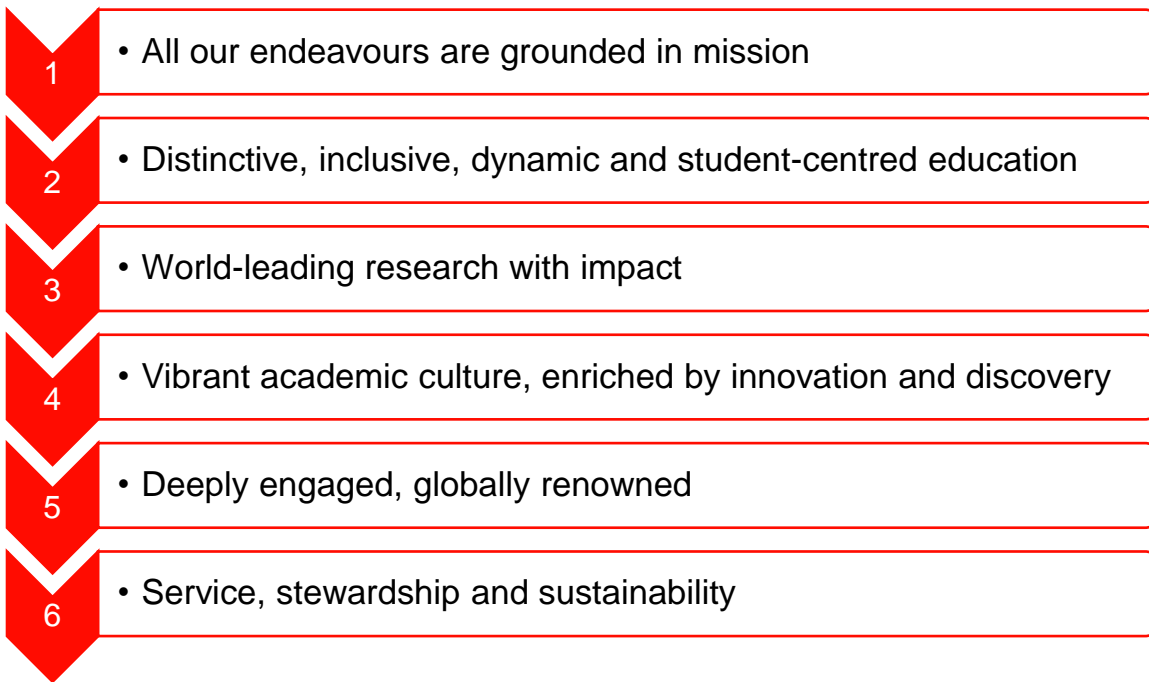 1
• All our endeavours are grounded in mission
2
• Distinctive, inclusive, dynamic and student-centred education
3
• World-leading research with impact
4
• Vibrant academic culture, enriched by innovation and discovery
5
• Deeply engaged, globally renowned
6
• Service, stewardship and sustainability